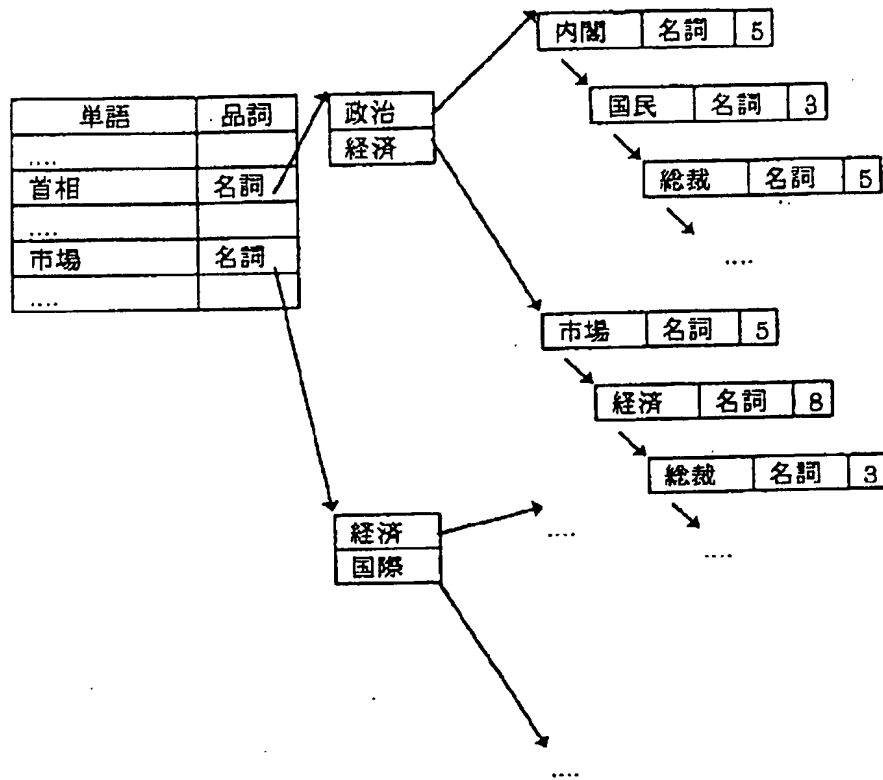 単語 品詞
....
首相 名詞
....
市場 名詞
....
政治
経済
内閣 名詞 5
国民 名詞 3
総裁 名詞 5
....
市場 名詞 5
経済 名詞 8
総裁 名詞 3
....
経済
国際
....
....